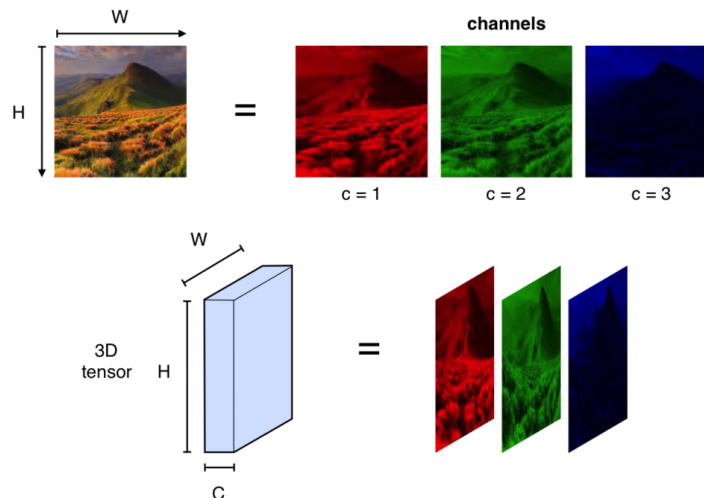 W
channels
H
=
c = 1
c = 2
c = 3
W
3D
tensor
H
=
C